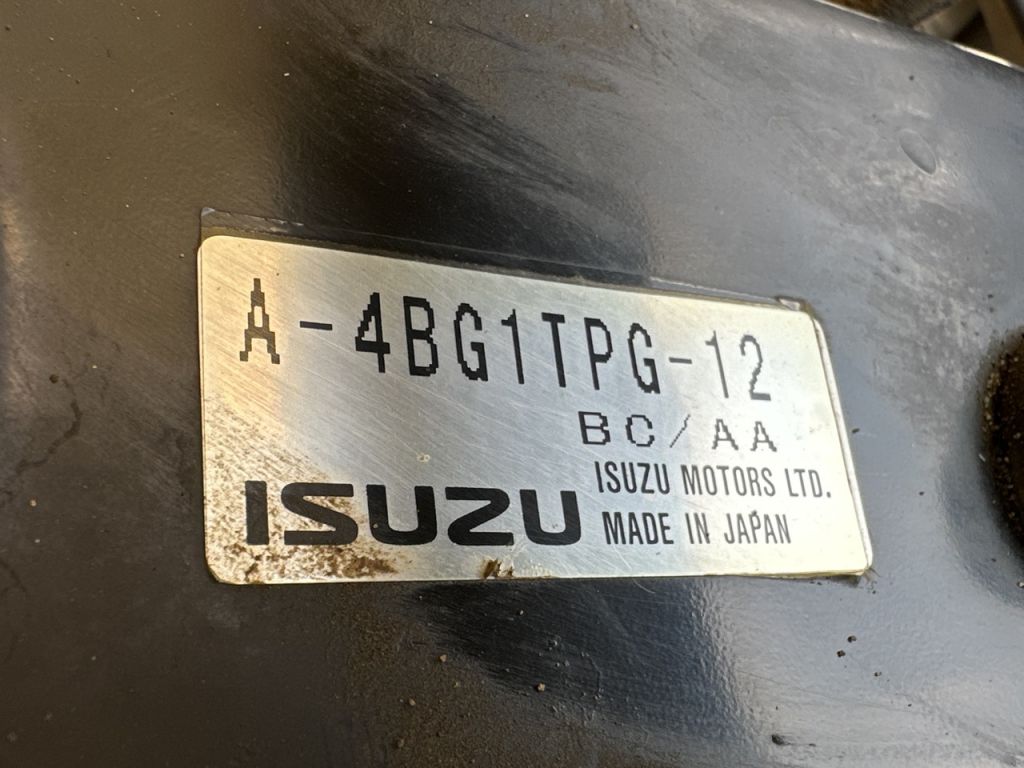 A-4BG1TPG-12
BC/AA
ISUZU
ISUZU MOTORS LTD.
MADE IN JAPAN